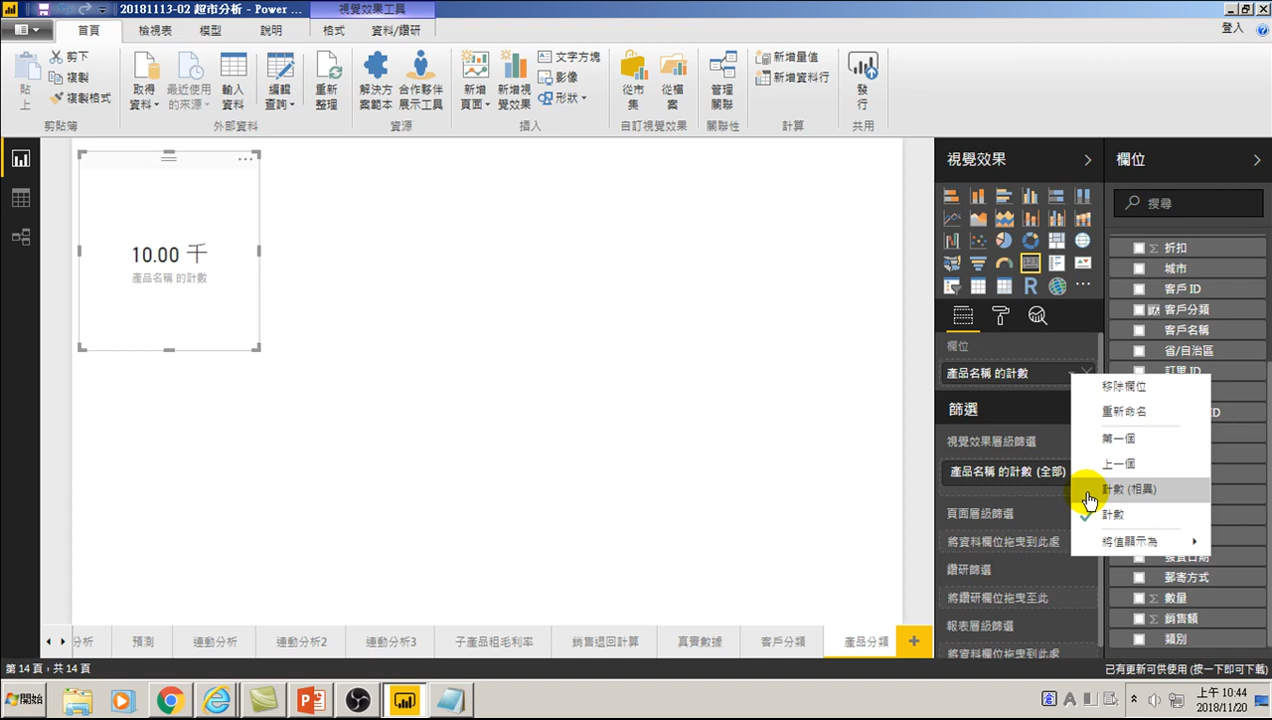 20181113-02 超市分析 - Power ...
視覺效果工具
首頁
檢視表
模型
說明
格式
資料/鑽研
登入
貼上
剪下
複製
複製格式
剪貼簿
取得資料
最近使用的來源
輸入資料
編輯查詢
重新整理
外部資料
解決方案範本
合作夥伴展示工具
資源
新增頁面
新增視覺效果
文字方塊
影像
形狀
插入
從市集
從檔案
自訂視覺效果
管理關聯
關聯性
新增量值
新增資料行
計算
發行
共用
10.00 千
產品名稱 的計數
視覺效果
欄位
產品名稱 的計數
篩選
視覺效果層級篩選
產品名稱 的計數 (全部)
頁面層級篩選
將資料欄位拖曳到此處
鑽研篩選
將鑽研欄位拖曳至此
報表層級篩選
將資料欄位拖曳到此處
欄位
搜尋
折扣
城市
客戶 ID
客戶分類
客戶名稱
省/自治區
訂單 ID
ID
移除欄位
重新命名
第一個
上一個
計數 (相異)
計數
將值顯示為
發貨日期
郵寄方式
數量
銷售額
類別
分析
預測
連動分析
連動分析2
連動分析3
子產品租毛利率
銷售退回計算
真實數據
客戶分類
產品分類
第 14 頁，共 14 頁
已有更新可供使用 (按一下即可下載)
開始
上午 10:44
2018/11/20